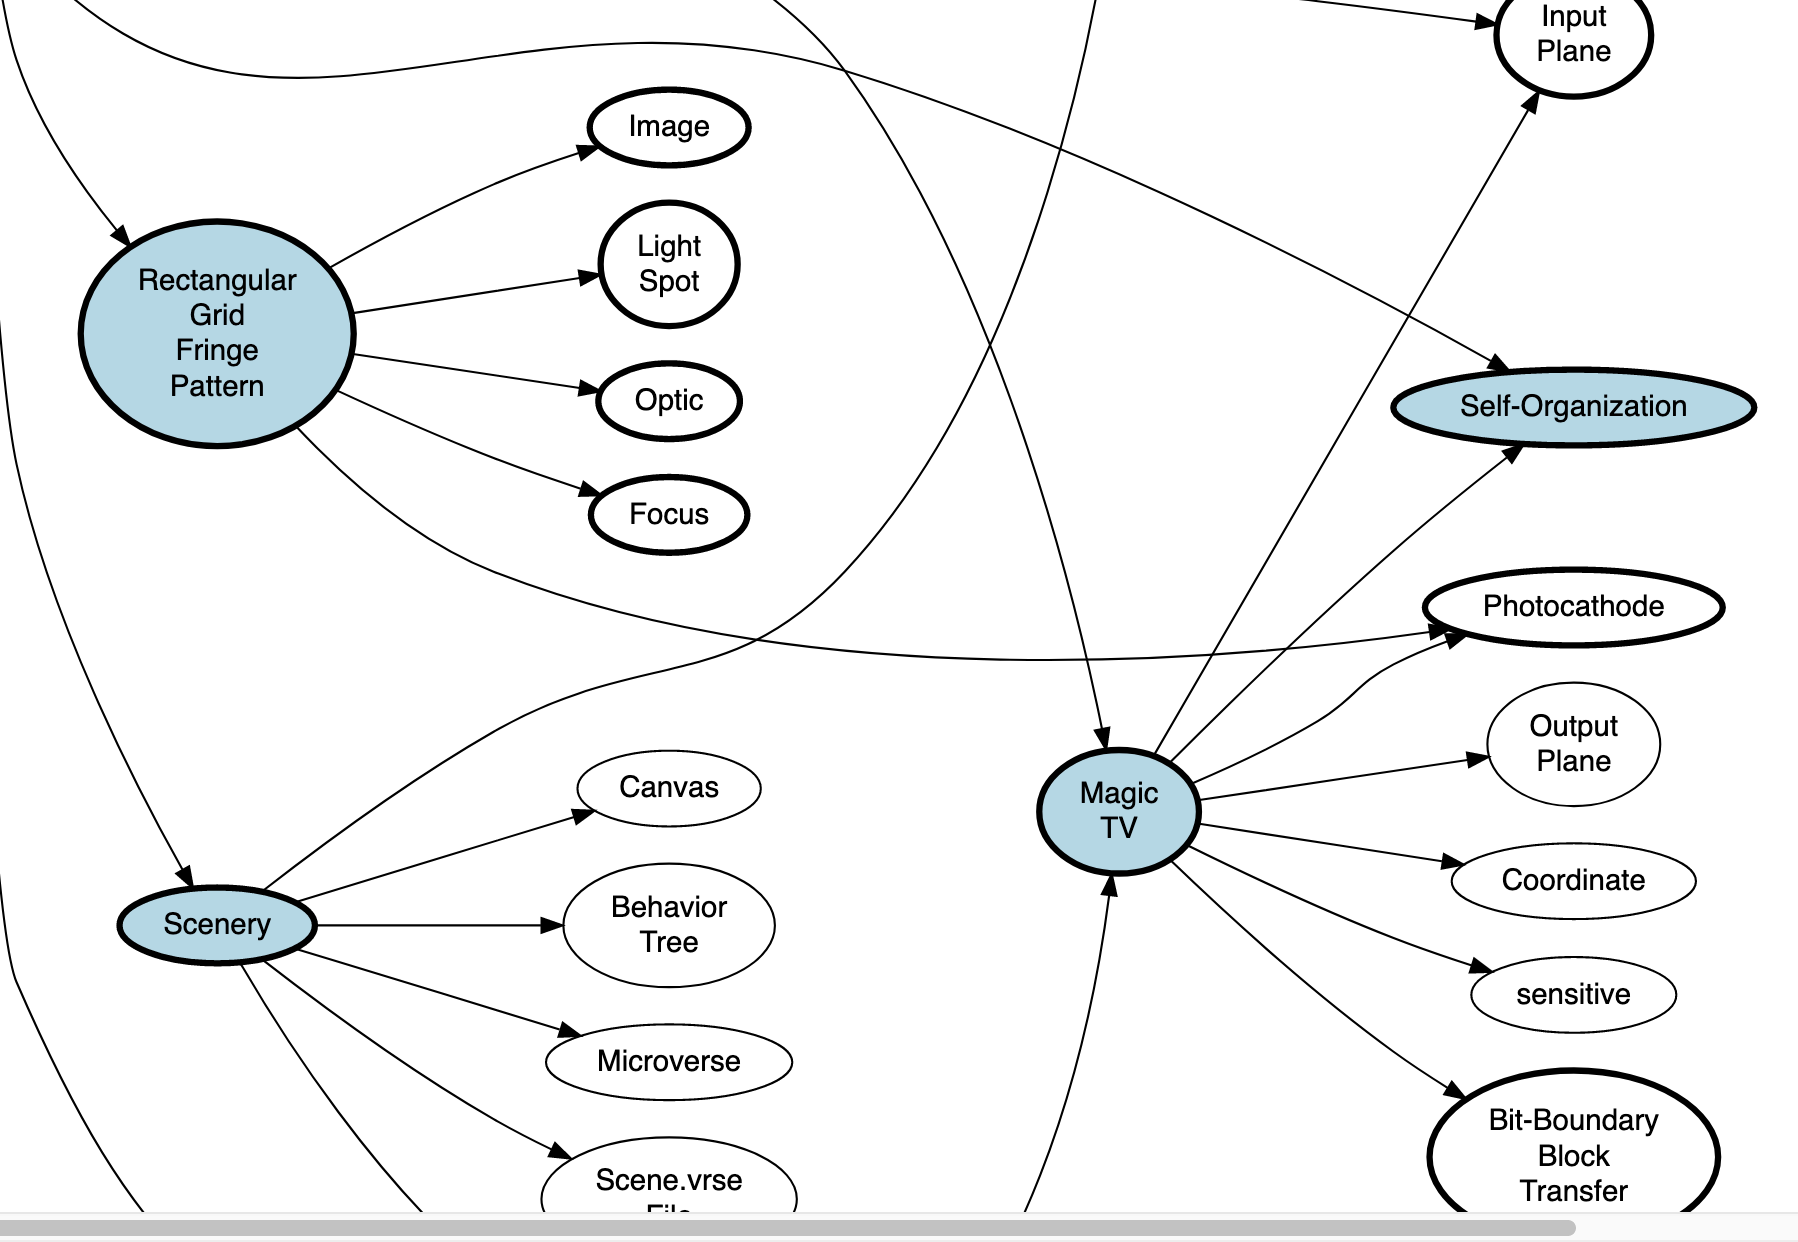 Input
Plane
Image
Light
Spot
Rectangular
Grid
Fringe
Pattern
Optic
Self-Organization
Focus
Photocathode
Output
Plane
Canvas
Magic
TV
Coordinate
Behavior
Tree
Scenery
sensitive
Microverse
Bit-Boundary
Block
Transfer
Scene.vrse
File